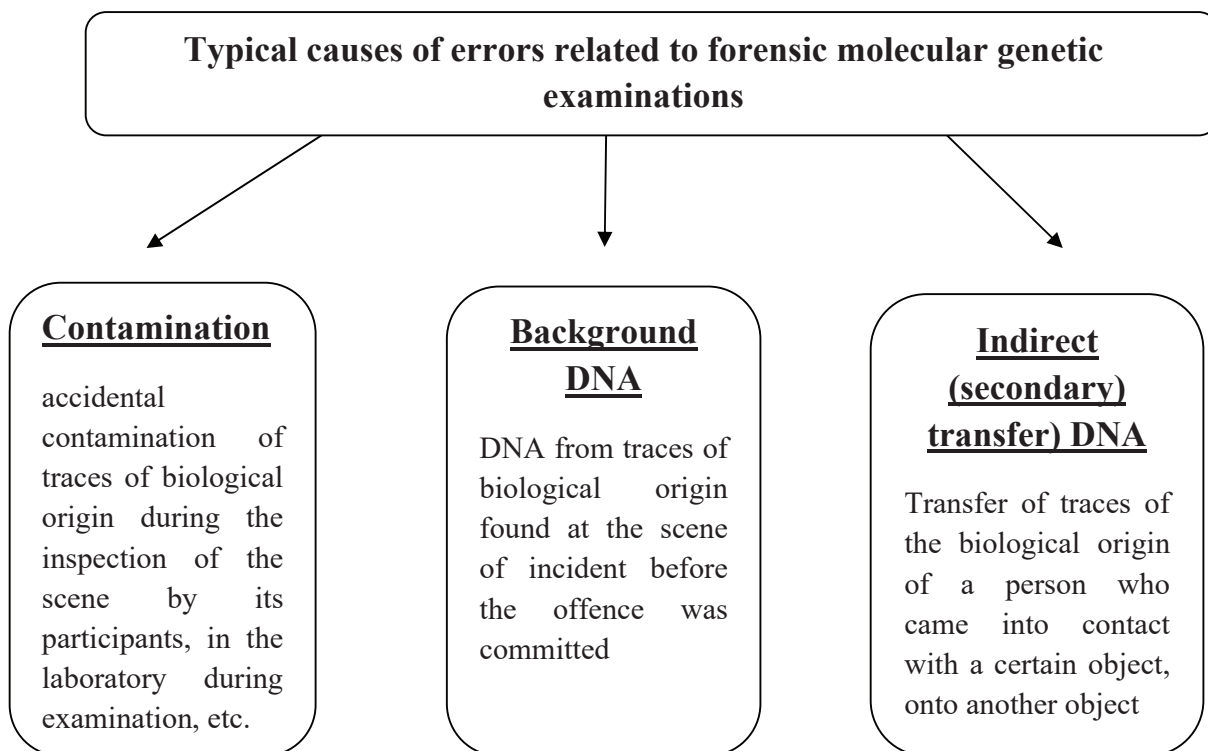 Typical causes of errors related to forensic molecular genetic
examinations
Contamination
accidental
contamination of
traces of biological
origin during the
inspection of the
scene by its
participants, in the
laboratory during
examination, etc.
Background
DNA
DNA from traces of
biological origin
found at the scene
of incident before
the offence was
committed
Indirect
(secondary)
transfer) DNA
Transfer of traces of
the biological origin
of a person who
came into contact
with a certain object,
onto another object